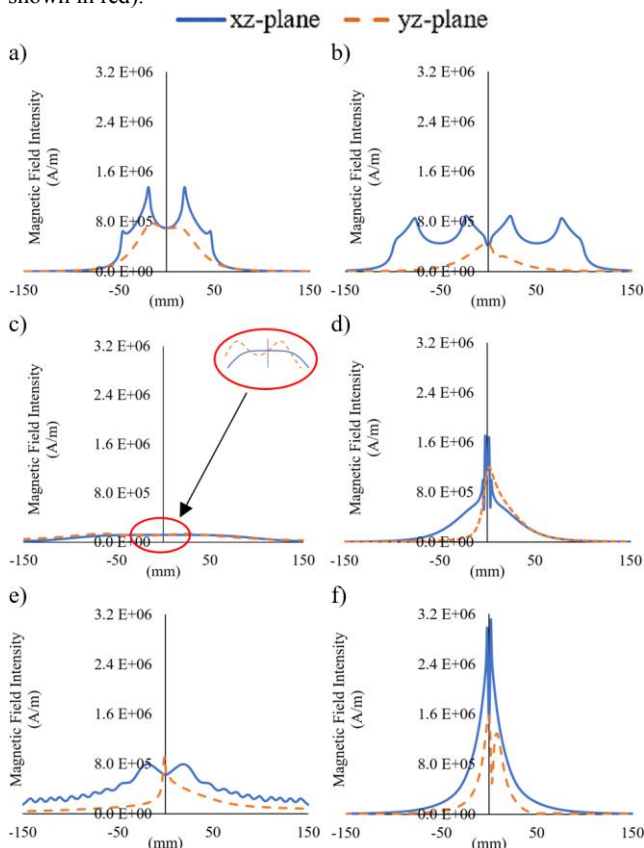 shown in red).
xz-plane yz-plane
a) b)
Magnetic Field Intensity (A/m) Magnetic Field Intensity (A/m)
3.2 E+06 3.2 E+06
2.4 E+06 2.4 E+06
1.6 E+06 1.6 E+06
8.0 E+05 8.0 E+05
0.0 E+00 0.0 E+00
-150 -50 50 150 -150 -50 50 150
(mm) (mm)
c) d)
Magnetic Field Intensity (A/m) Magnetic Field Intensity (A/m)
3.2 E+06 3.2 E+06
2.4 E+06 2.4 E+06
1.6 E+06 1.6 E+06
8.0 E+05 8.0 E+05
0.0 E+00 0.0 E+00
-150 -50 50 150 -150 -50 50 150
(mm) (mm)
e) f)
Magnetic Field Intensity (A/m) Magnetic Field Intensity (A/m)
3.2 E+06 3.2 E+06
2.4 E+06 2.4 E+06
1.6 E+06 1.6 E+06
8.0 E+05 8.0 E+05
0.0 E+00 0.0 E+00
-150 -50 50 150 -150 -50 50 150
(mm) (mm)